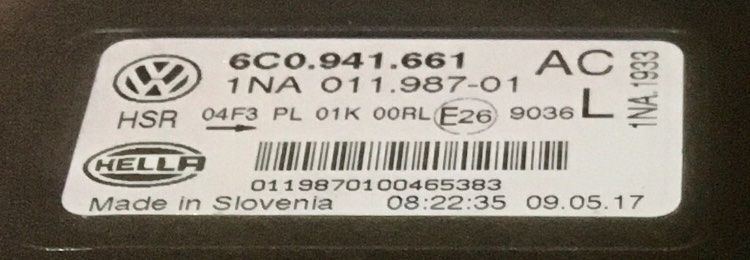 6C0.941.661 AC
1NA 011.987-01
HSR 04F3 PL 01K 00RL E26 9036 L
1NA.1933
HELLA
0119870100465383
Made in Slovenia 08:22:35 09.05.17